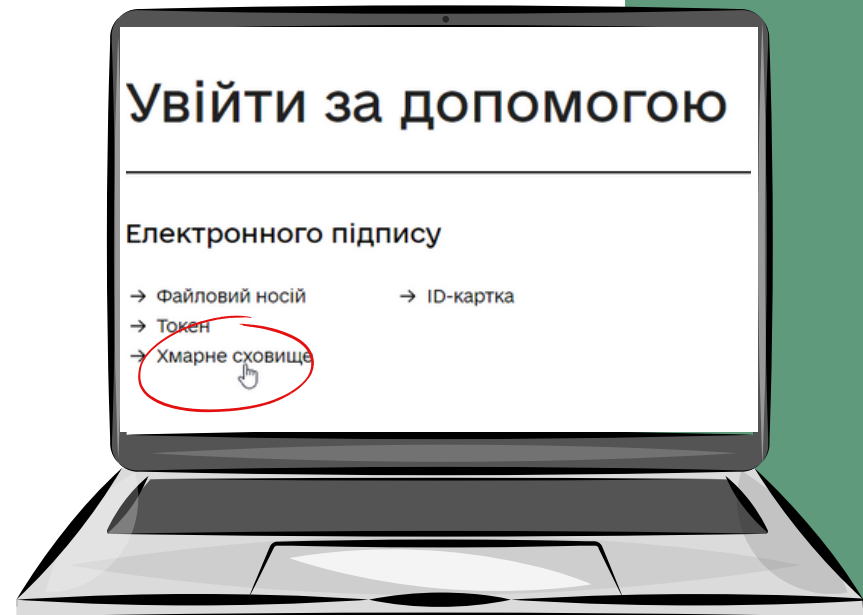 Увійти за допомогою
Електронного підпису
→ Файловий носій
→ ID-картка
→ Токен
→ Хмарне сховище